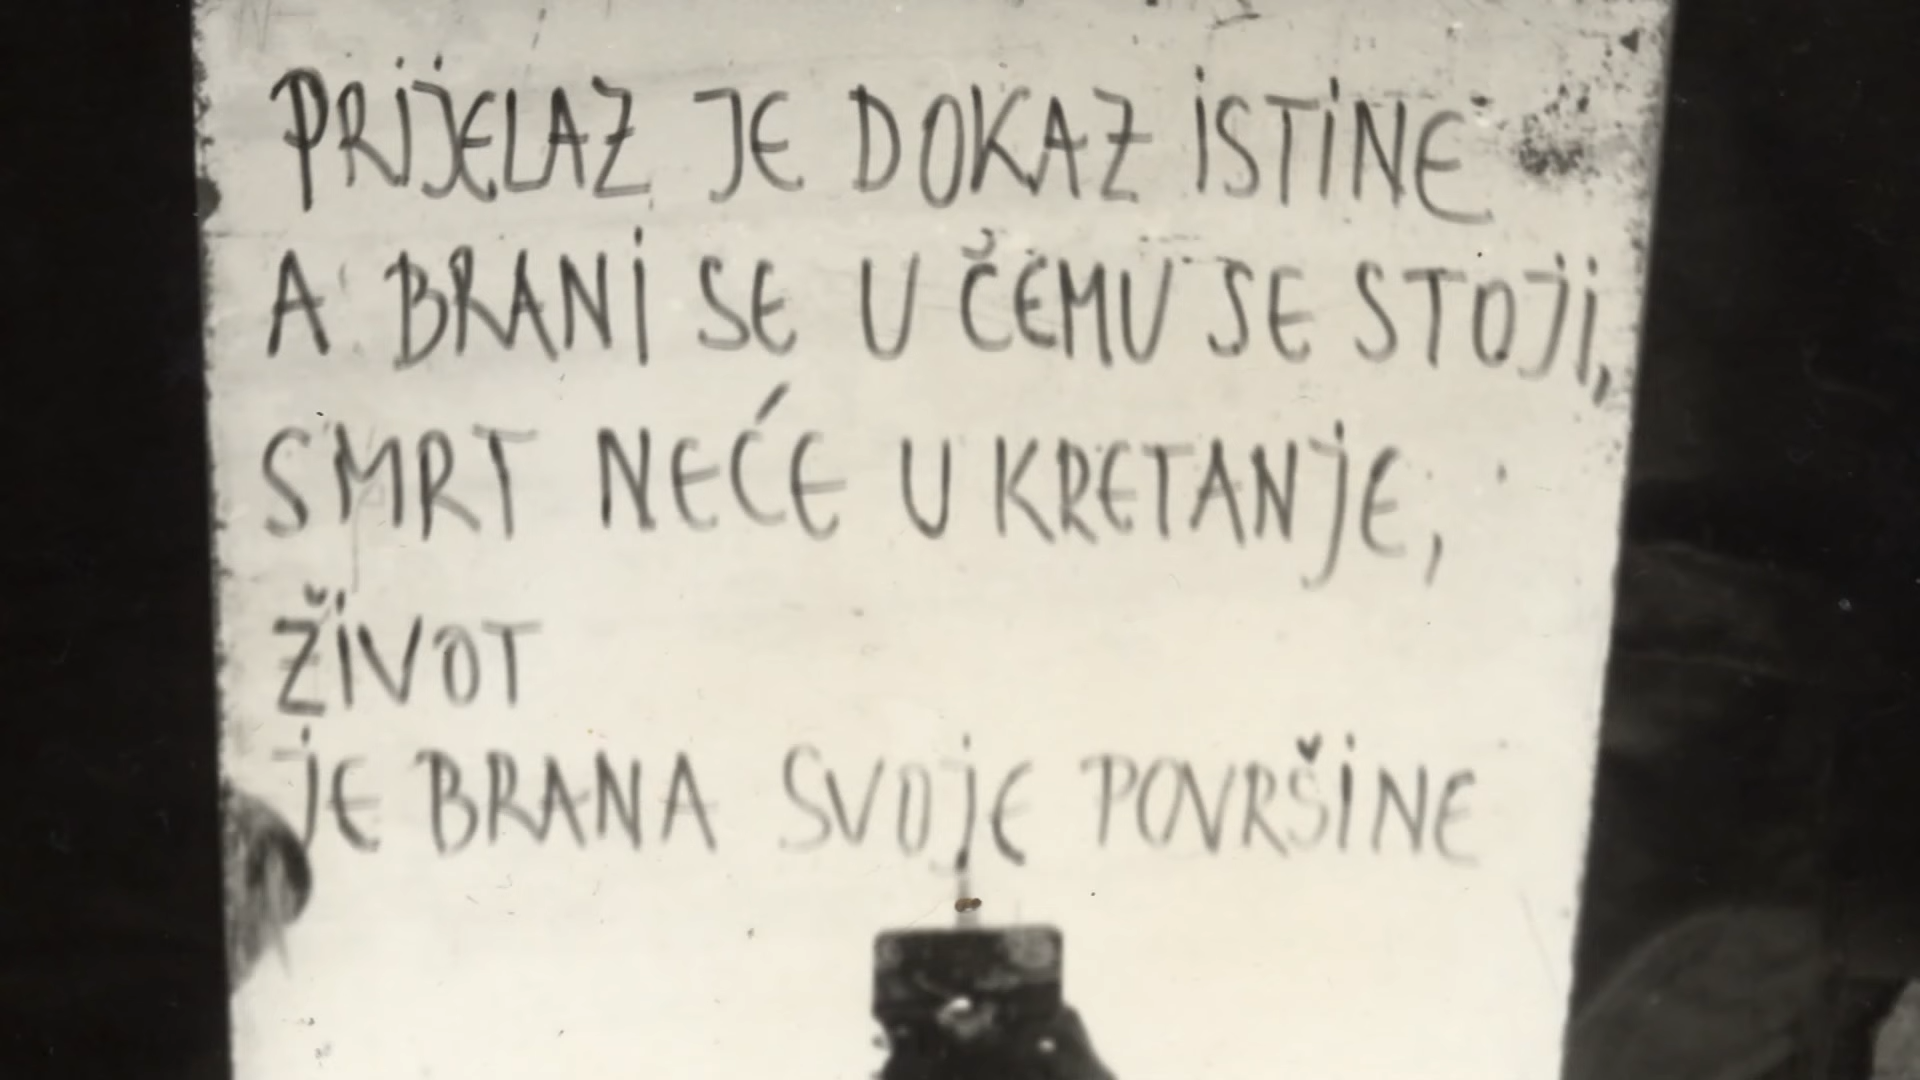 PRIJELAZ JE DOKAZ ISTINE
A BRANI SE U ČEMU SE STOJI,
SMRT NEĆE U KRETANJE,
ŽIVOT
JE BRANA SVOJE POVRŠINE